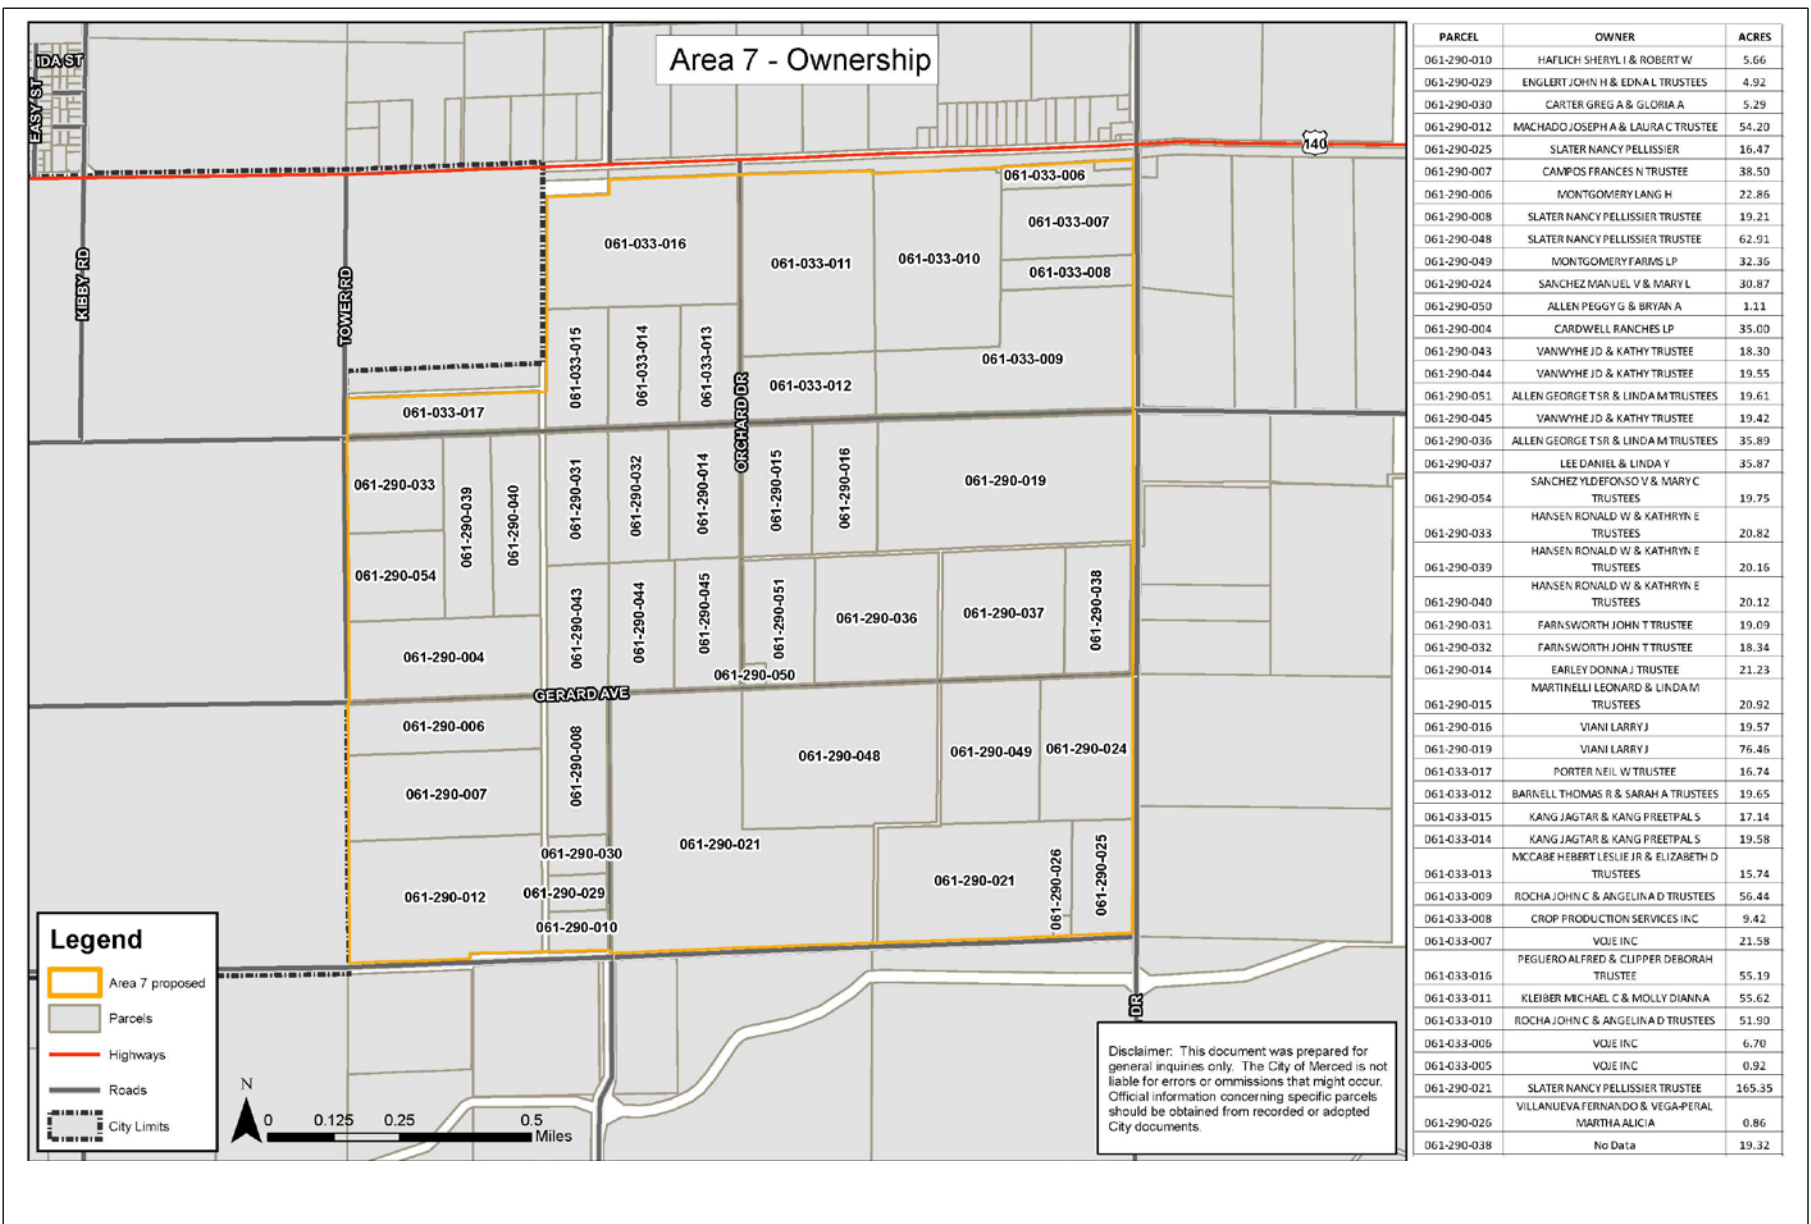 Area 7 - Ownership
IDA ST
EASY ST
140
KIBBY RD
TOWER RD
ORCHARD DR
GERARD AVE
DR
061-033-006
061-033-007
061-033-016
061-033-011
061-033-010
061-033-008
061-033-015
061-033-014
061-033-013
061-033-009
061-033-012
061-033-017
061-290-033
061-290-039
061-290-040
061-290-031
061-290-032
061-290-014
061-290-015
061-290-016
061-290-019
061-290-054
061-290-043
061-290-044
061-290-045
061-290-051
061-290-036
061-290-037
061-290-038
061-290-004
061-290-050
061-290-006
061-290-008
061-290-048
061-290-049
061-290-024
061-290-007
061-290-021
061-290-030
061-290-012
061-290-029
061-290-010
061-290-021
061-290-026
061-290-025
Legend
Area 7 proposed
Parcels
Highways
Roads
City Limits
N
0 0.125 0.25 0.5
Miles
Disclaimer: This document was prepared for
general inquiries only. The City of Merced is not
liable for errors or ommissions that might occur.
Official information concerning specific parcels
should be obtained from recorded or adopted
City documents.
PARCEL OWNER ACRES
061-290-010 HAFLICH SHERYL I & ROBERT W 5.66
061-290-029 ENGLERT JOHN H & EDNA L TRUSTEES 4.92
061-290-030 CARTER GREG A & GLORIA A 5.29
061-290-012 MACHADO JOSEPH A & LAURA C TRUSTEE 54.20
061-290-025 SLATER NANCY PELLISSIER 16.47
061-290-007 CAMPOS FRANCES N TRUSTEE 38.50
061-290-006 MONTGOMERY LANG H 22.86
061-290-008 SLATER NANCY PELLISSIER TRUSTEE 19.21
061-290-048 SLATER NANCY PELLISSIER TRUSTEE 62.91
061-290-049 MONTGOMERY FARMS LP 32.36
061-290-024 SANCHEZ MANUEL V & MARY L 30.87
061-290-050 ALLEN PEGGY G & BRYAN A 1.11
061-290-004 CARDWELL RANCHES LP 35.00
061-290-043 VANWYHE JD & KATHY TRUSTEE 18.30
061-290-044 VANWYHE JD & KATHY TRUSTEE 19.55
061-290-051 ALLEN GEORGE T SR & LINDA M TRUSTEES 19.61
061-290-045 VANWYHE JD & KATHY TRUSTEE 19.42
061-290-036 ALLEN GEORGE T SR & LINDA M TRUSTEES 35.89
061-290-037 LEE DANIEL & LINDA Y 35.87
SANCHEZ YLDEFONSO V & MARY C
061-290-054 TRUSTEES 19.75
HANSEN RONALD W & KATHRYN E
061-290-033 TRUSTEES 20.82
HANSEN RONALD W & KATHRYN E
061-290-039 TRUSTEES 20.16
HANSEN RONALD W & KATHRYN E
061-290-040 TRUSTEES 20.12
061-290-031 FARNSWORTH JOHN T TRUSTEE 19.09
061-290-032 FARNSWORTH JOHN T TRUSTEE 18.34
061-290-014 EARLEY DONNA J TRUSTEE 21.23
MARTINELLI LEONARD & LINDA M
061-290-015 TRUSTEES 20.92
061-290-016 VIANI LARRY J 19.57
061-290-019 VIANI LARRY J 76.46
061-033-017 PORTER NEIL W TRUSTEE 16.74
061-033-012 BARNELL THOMAS R & SARAH A TRUSTEES 19.65
061-033-015 KANG JAGTAR & KANG PREETPAL S 17.14
061-033-014 KANG JAGTAR & KANG PREETPAL S 19.58
MCCABE HEBERT LESLIE JR & ELIZABETH D
061-033-013 TRUSTEES 15.74
061-033-009 ROCHA JOHN C & ANGELINA D TRUSTEES 56.44
061-033-008 CROP PRODUCTION SERVICES INC 9.42
061-033-007 VOJE INC 21.58
PEGUERO ALFRED & CLIPPER DEBORAH
061-033-016 TRUSTEE 55.19
061-033-011 KLEIBER MICHAEL C & MOLLY DIANNA 55.62
061-033-010 ROCHA JOHN C & ANGELINA D TRUSTEES 51.90
061-033-006 VOJE INC 6.70
061-033-005 VOJE INC 0.92
061-290-021 SLATER NANCY PELLISSIER TRUSTEE 165.35
VILLANUEVA FERNANDO & VEGA-PERAL
061-290-026 MARTHA ALICIA 0.86
061-290-038 No Data 19.32